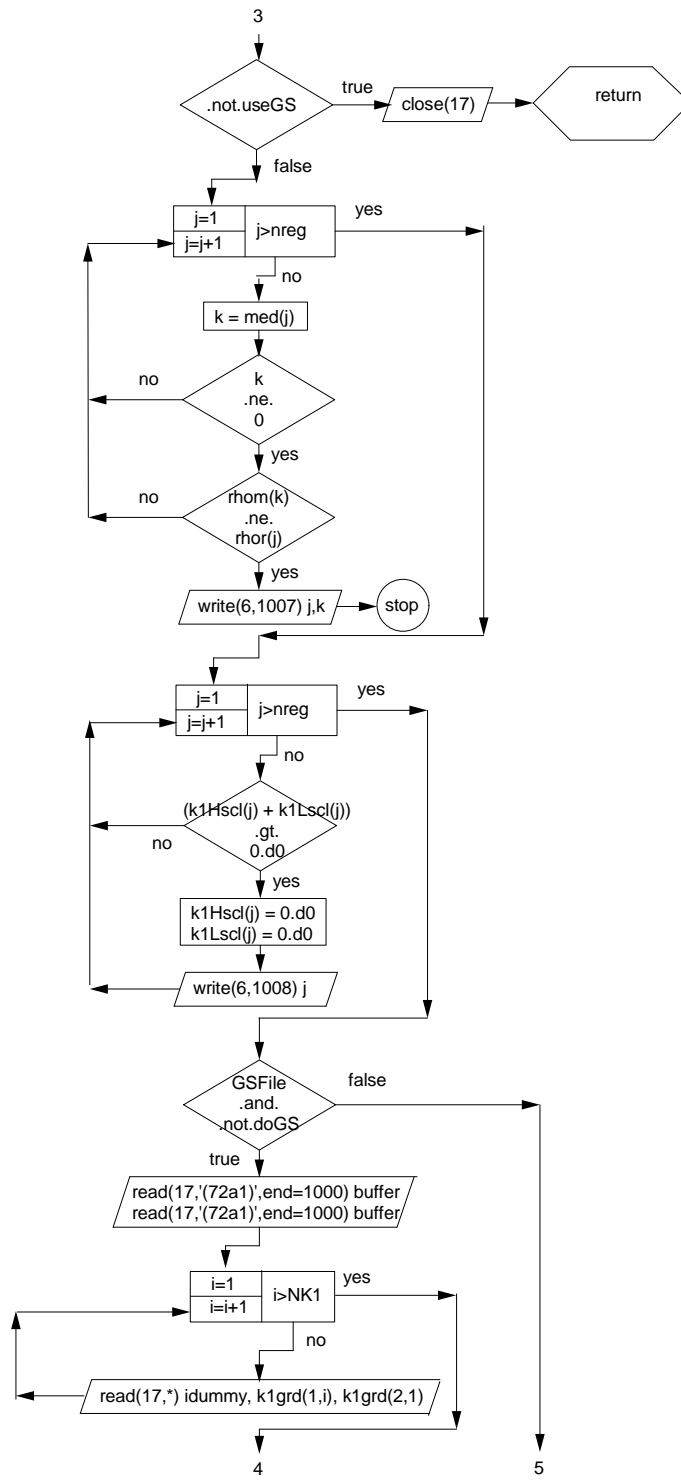 3
.not.useGS
true
close(17)
return
false
j=1
j=j+1
j>nreg
yes
no
k = med(j)
k
.ne.
0
no
yes
rhom(k)
.ne.
rhor(j)
no
yes
write(6,1007) j,k
stop
j=1
j=j+1
j>nreg
yes
no
(k1Hscl(j) + k1Lscl(j))
.gt.
0.d0
no
yes
k1Hscl(j) = 0.d0
k1Lscl(j) = 0.d0
write(6,1008) j
GSFile
.and.
.not.doGS
false
true
read(17,'(72a1)',end=1000) buffer
read(17,'(72a1)',end=1000) buffer
i=1
i=i+1
i>NK1
yes
no
read(17,*) idummy, k1grd(1,i), k1grd(2,1)
4
5